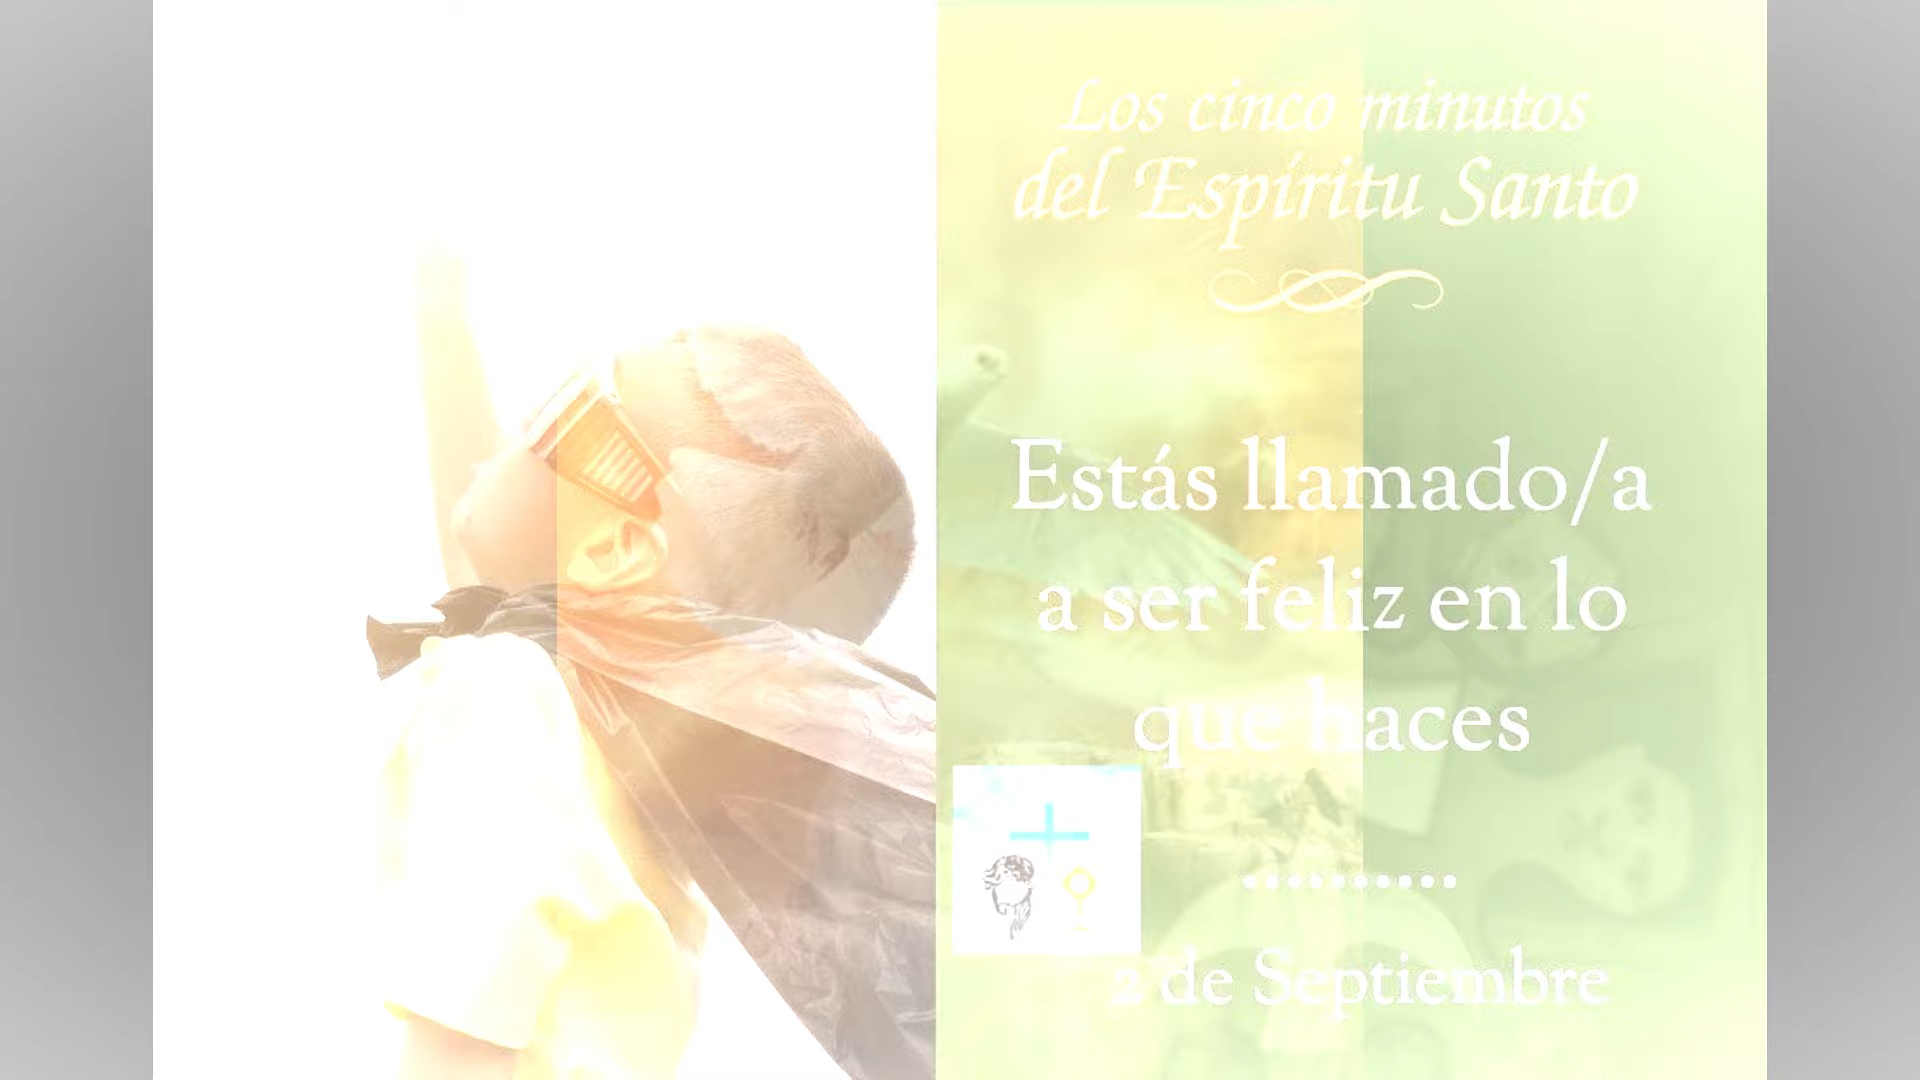 Los cinco minutos
del Espíritu Santo
Estás llamado/a
a ser feliz en lo
que haces
2 de Septiembre